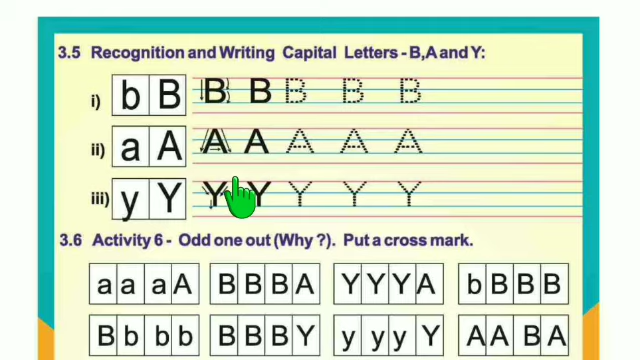 3.5 Recognition and Writing Capital Letters - B,A and Y:
i) b B B B B B B
ii) a A A A A A A
iii) y Y Y Y Y Y Y
3.6 Activity 6 - Odd one out (Why ?). Put a cross mark.
a a a A B B B A Y Y Y A b B B B
B b b b B B B Y y y y Y A A B A